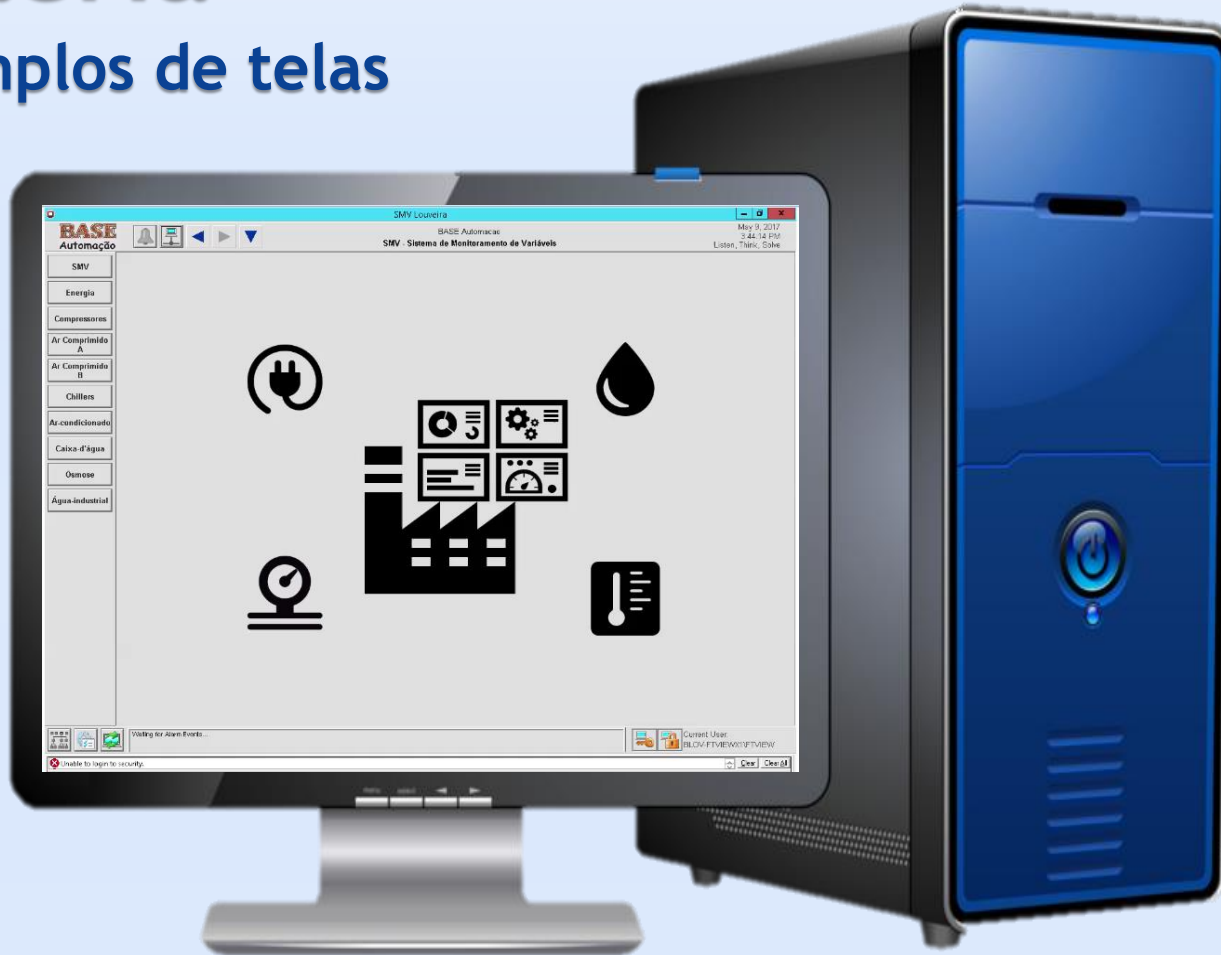 mplos de telas
SMV Louveira
BASE
Automação
BASE Automacao
SMV - Sistema de Monitoramento de Variáveis
May 9, 2017
3:44:14 PM
Listen, Think, Solve
SMV
Energia
Compressores
Ar Comprimido
A
Ar Comprimido
B
Chillers
Ar-condicionado
Caixa-d'água
Osmose
Água-industrial
Waiting for Alarm Events...
Current User:
Unable to login to security.
Clear
Clear All